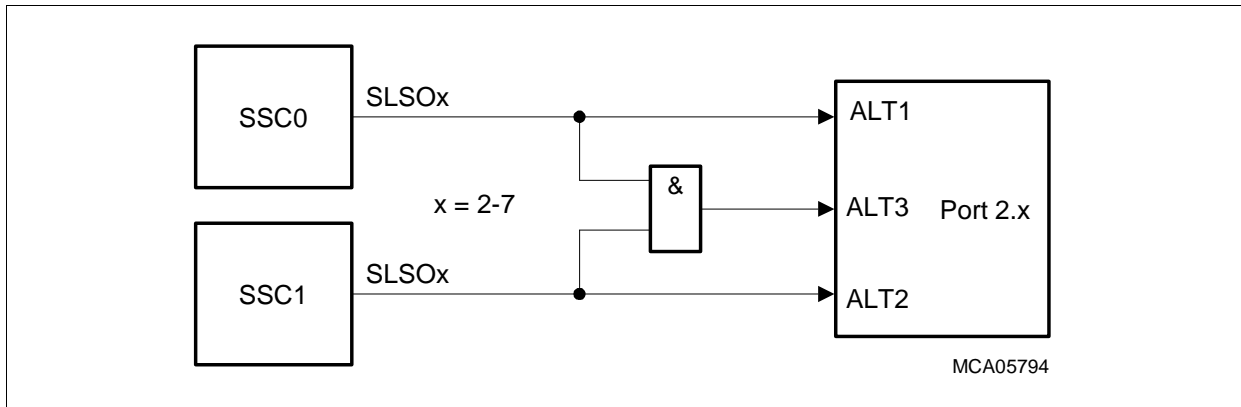 SSC0
SLSOx
ALT1
&
x = 2-7
ALT3
Port 2.x
SSC1
SLSOx
ALT2
MCA05794